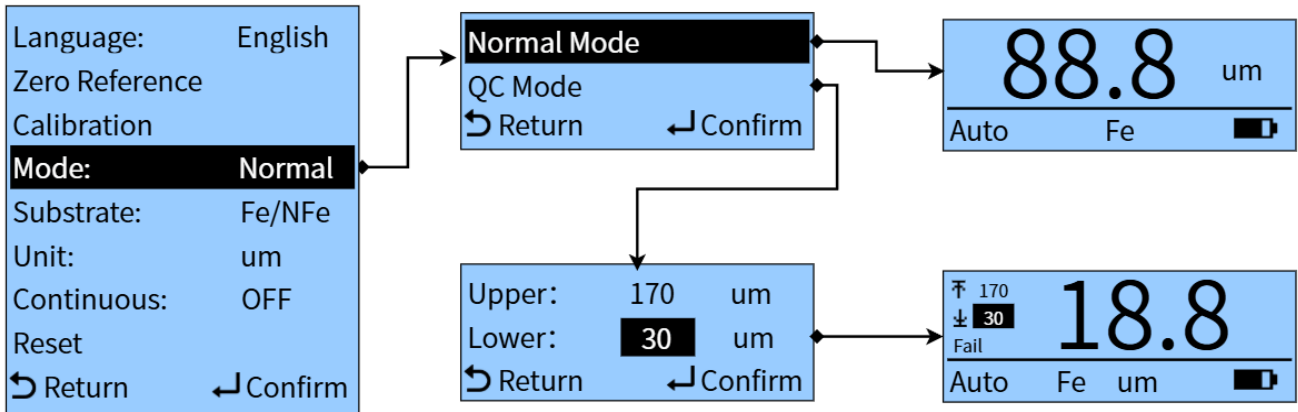 Language: English
Zero Reference
Calibration
Mode: Normal
Substrate: Fe/NFe
Unit: um
Continuous: OFF
Reset
Return Confirm
Normal Mode
QC Mode
Return Confirm
88.8 um
Auto Fe
Upper: 170 um
Lower: 30 um
Return Confirm
170
30
Fail
18.8
Auto Fe um